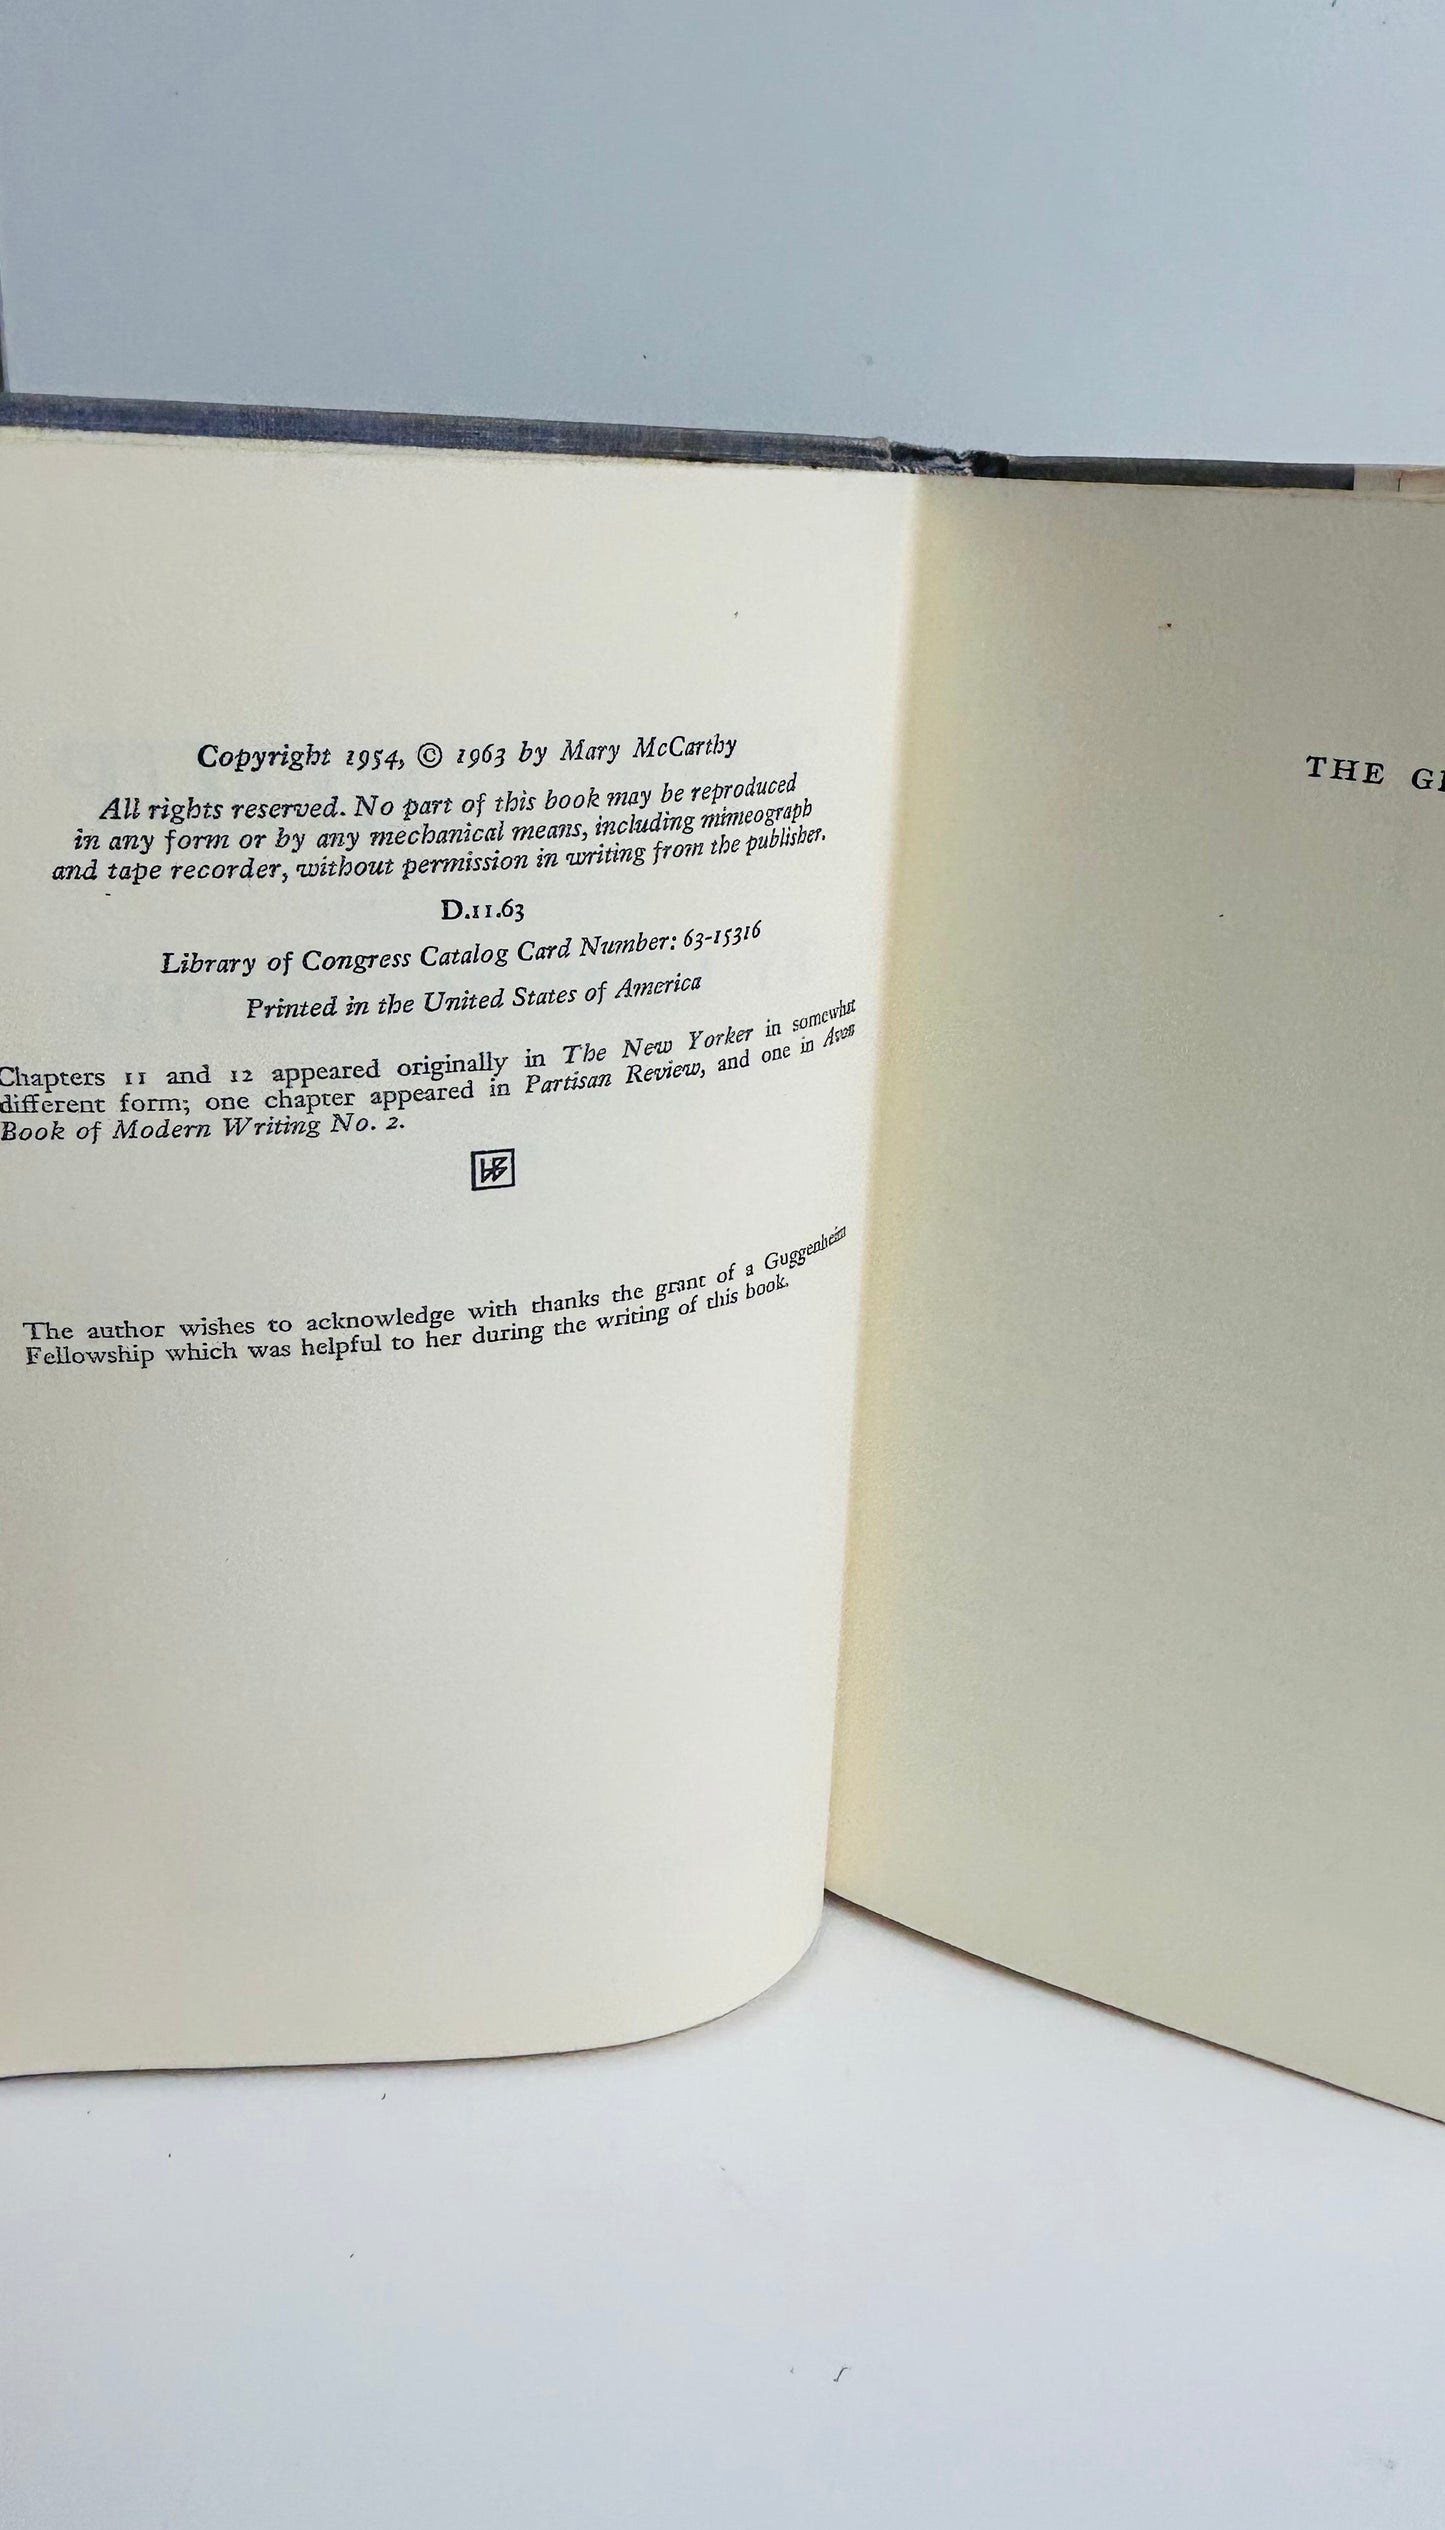 Copyright 1954, © 1963 by Mary McCarthy
All rights reserved. No part of this book may be reproduced
in any form or by any mechanical means, including mimeograph
and tape recorder, without permission in writing from the publisher.
D.11.63
Library of Congress Catalog Card Number: 63-15316
Printed in the United States of America
Chapters 11 and 12 appeared originally in The New Yorker in somewhat
different form; one chapter appeared in Partisan Review, and one in Avon
Book of Modern Writing No. 2.
HB
The author wishes to acknowledge with thanks the grant of a Guggenheim
Fellowship which was helpful to her during the writing of this book.
THE G